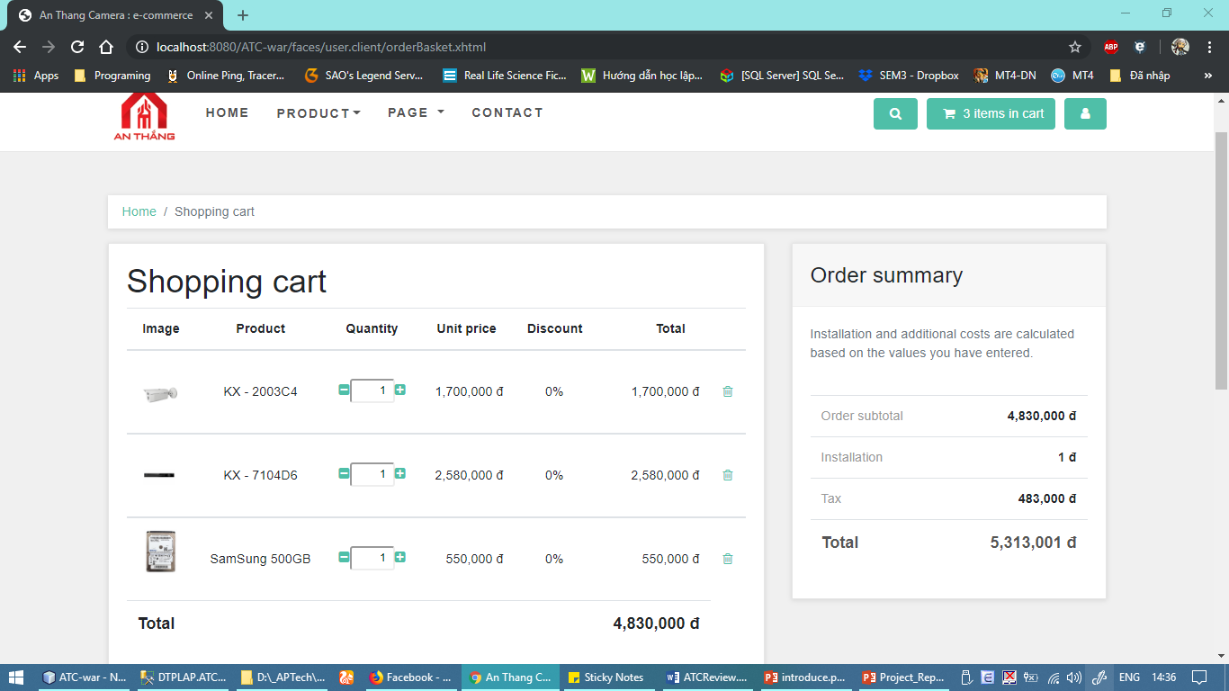 An Thang Camera : e-commerce
localhost:8080/ATC-war/faces/user.client/orderBasket.xhtml
ABP
Apps Programing Online Ping, Tracer... SAO's Legend Serv... Real Life Science Fic... W Hướng dẫn học lập... [SQL Server] SQL Se... SEM3 - Dropbox MT4-DN MT4 Đã nhập »
AN THẮNG
HOME PRODUCT PAGE CONTACT
3 items in cart
Home / Shopping cart
Shopping cart
Image Product Quantity Unit price Discount Total
KX - 2003C4 1 1,700,000 đ 0% 1,700,000 đ
KX - 7104D6 1 2,580,000 đ 0% 2,580,000 đ
SamSung 500GB 1 550,000 đ 0% 550,000 đ
Total 4,830,000 đ
Order summary
Installation and additional costs are calculated
based on the values you have entered.
Order subtotal 4,830,000 đ
Installation 1 đ
Tax 483,000 đ
Total 5,313,001 đ
ATC-war - N... DTPLAP.ATC... D:\_APTech\... Facebook - ... An Thang C... Sticky Notes ATCReview.... introduce.p... Project_Rep... ENG 14:36